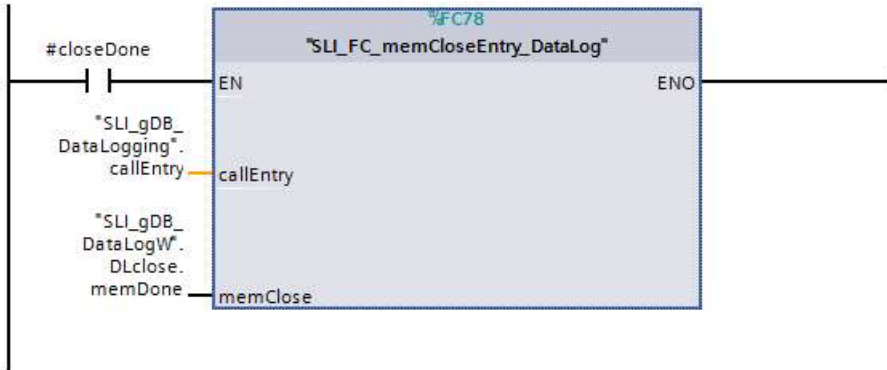 %FC78
#closeDone
"SLI_FC_memCloseEntry_DataLog"
EN
ENO
"SLI_gDB_
DataLogging".
callEntry
callEntry
"SLI_gDB_
DataLogW".
DLclose.
memDone
memClose